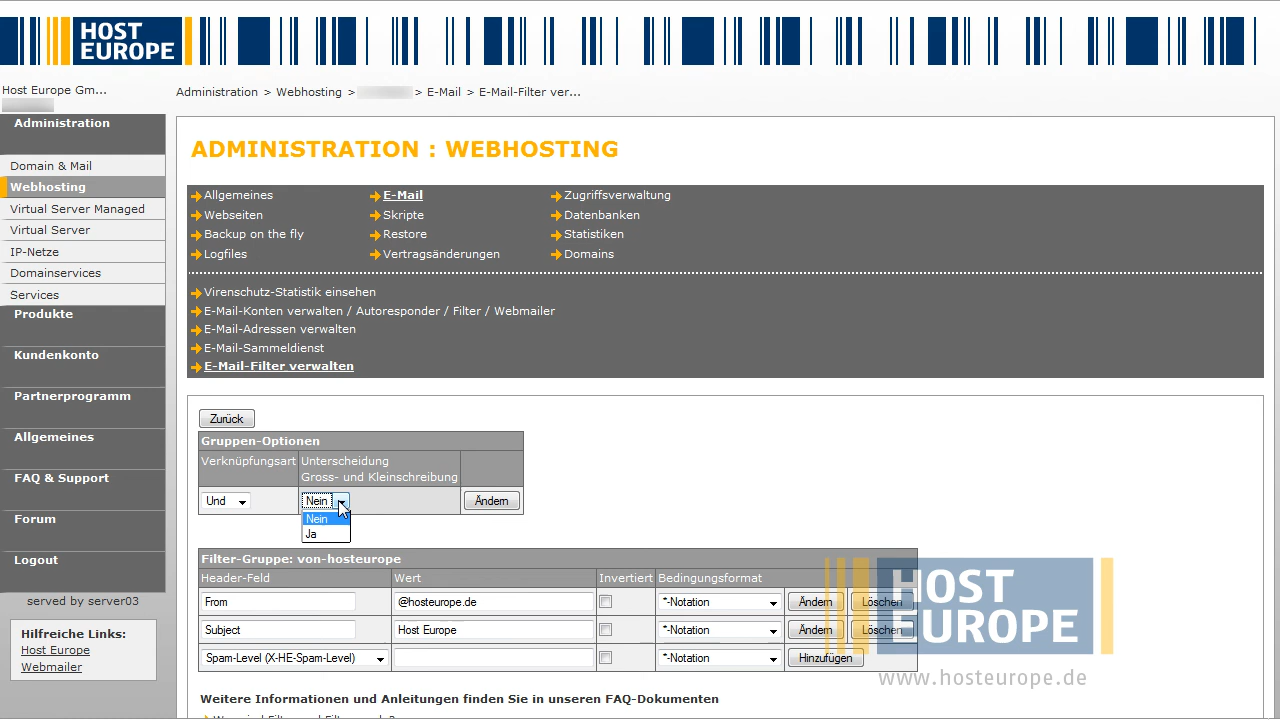 HOST
EUROPE
Host Europe Gm...
Administration > Webhosting > > E-Mail > E-Mail-Filter ver...
Administration
Domain & Mail
Webhosting
Virtual Server Managed
Virtual Server
IP-Netze
Domainservices
Services
Produkte
Kundenkonto
Partnerprogramm
Allgemeines
FAQ & Support
Forum
Logout
served by server03
Hilfreiche Links:
Host Europe
Webmailer
ADMINISTRATION : WEBHOSTING
Allgemeines E-Mail Zugriffsverwaltung
Webseiten Skripte Datenbanken
Backup on the fly Restore Statistiken
Logfiles Vertragsänderungen Domains
Virenschutz-Statistik einsehen
E-Mail-Konten verwalten / Autoresponder / Filter / Webmailer
E-Mail-Adressen verwalten
E-Mail-Sammeldienst
E-Mail-Filter verwalten
Zurück
Gruppen-Optionen
Verknüpfungsart Unterscheidung
Gross- und Kleinschreibung
Und Nein Ändern
Nein
Ja
Filter-Gruppe: von-hosteurope
Header-Feld Wert Invertiert Bedingungsformat
From @hosteurope.de *-Notation Ändern Löschen
Subject Host Europe *-Notation Ändern Löschen
Spam-Level (X-HE-Spam-Level) *-Notation Hinzufügen
HOST
EUROPE
www.hosteurope.de
Weitere Informationen und Anleitungen finden Sie in unseren FAQ-Dokumenten